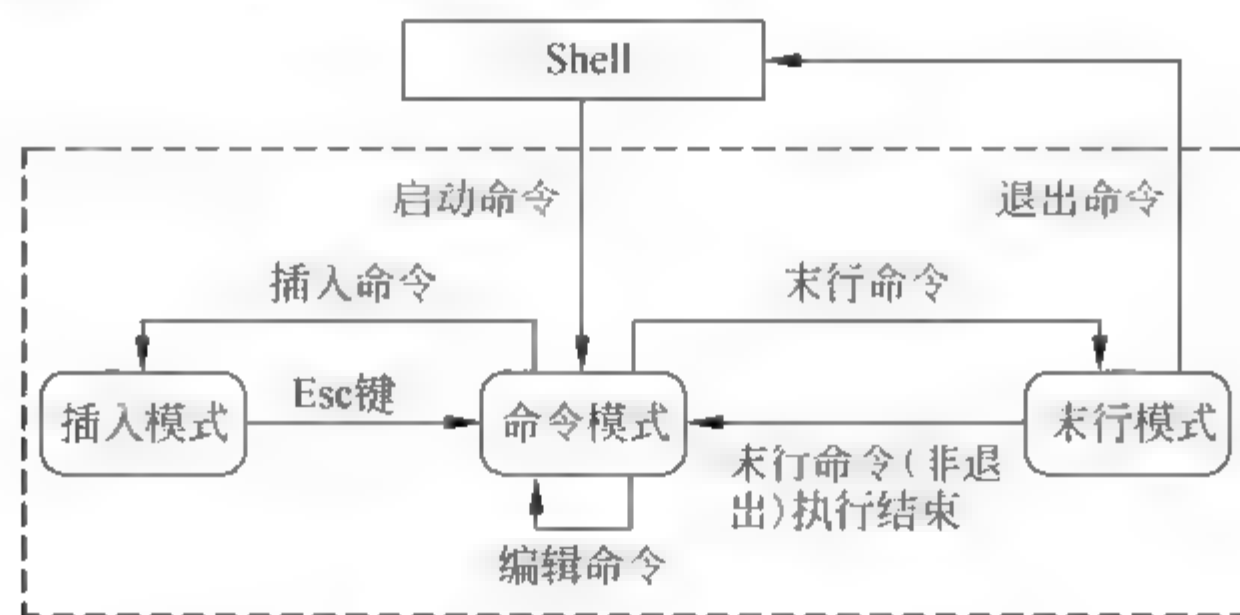 Shell
启动命令
退出命令
插入命令
末行命令
插入模式
Esc键
命令模式
末行命令(非退
出)执行结束
末行模式
编辑命令